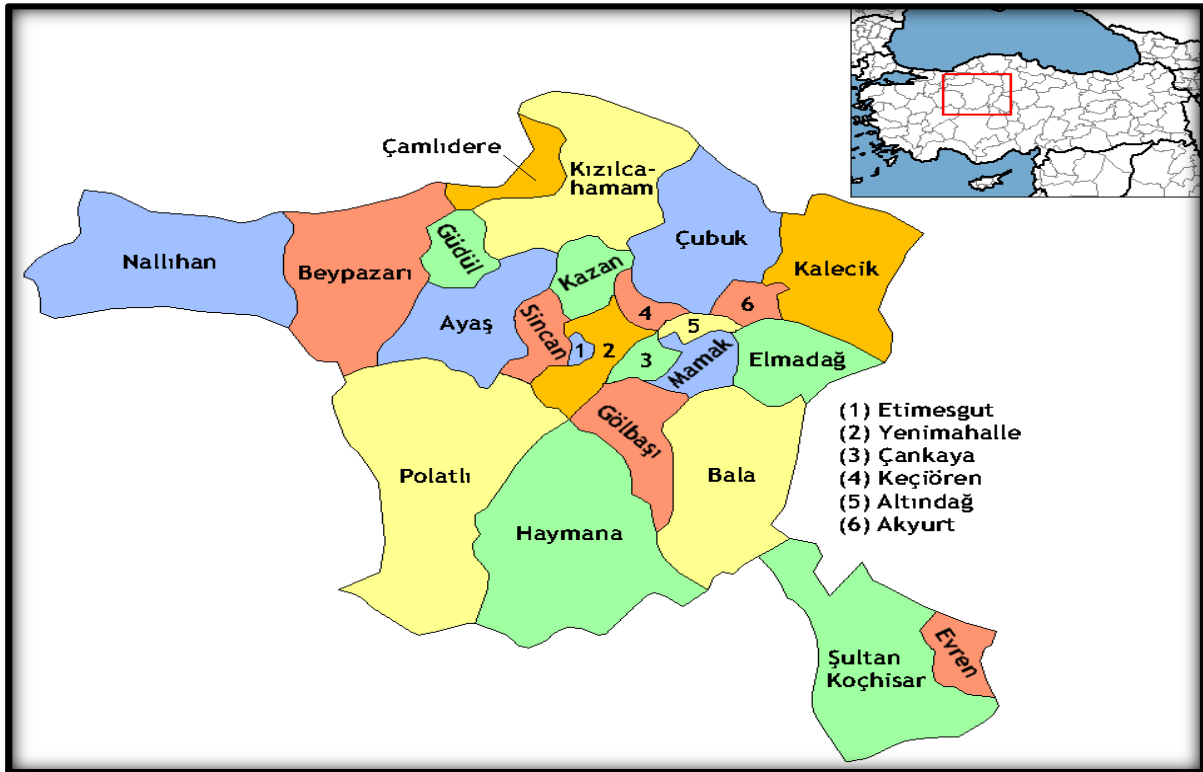 Çamlıdere
Kızılca-
hamam
Nallıhan
Beypazarı
Güdül
Çubuk
Kazan
Kalecik
Ayaş
Sincan
4
6
5
1
2
3
Mamak
Elmadağ
Gölbaşı
Polatlı
Bala
Haymana
(1) Etimesgut
(2) Yenimahalle
(3) Çankaya
(4) Keçiören
(5) Altındağ
(6) Akyurt
Şultan
Koçhisar
Evren